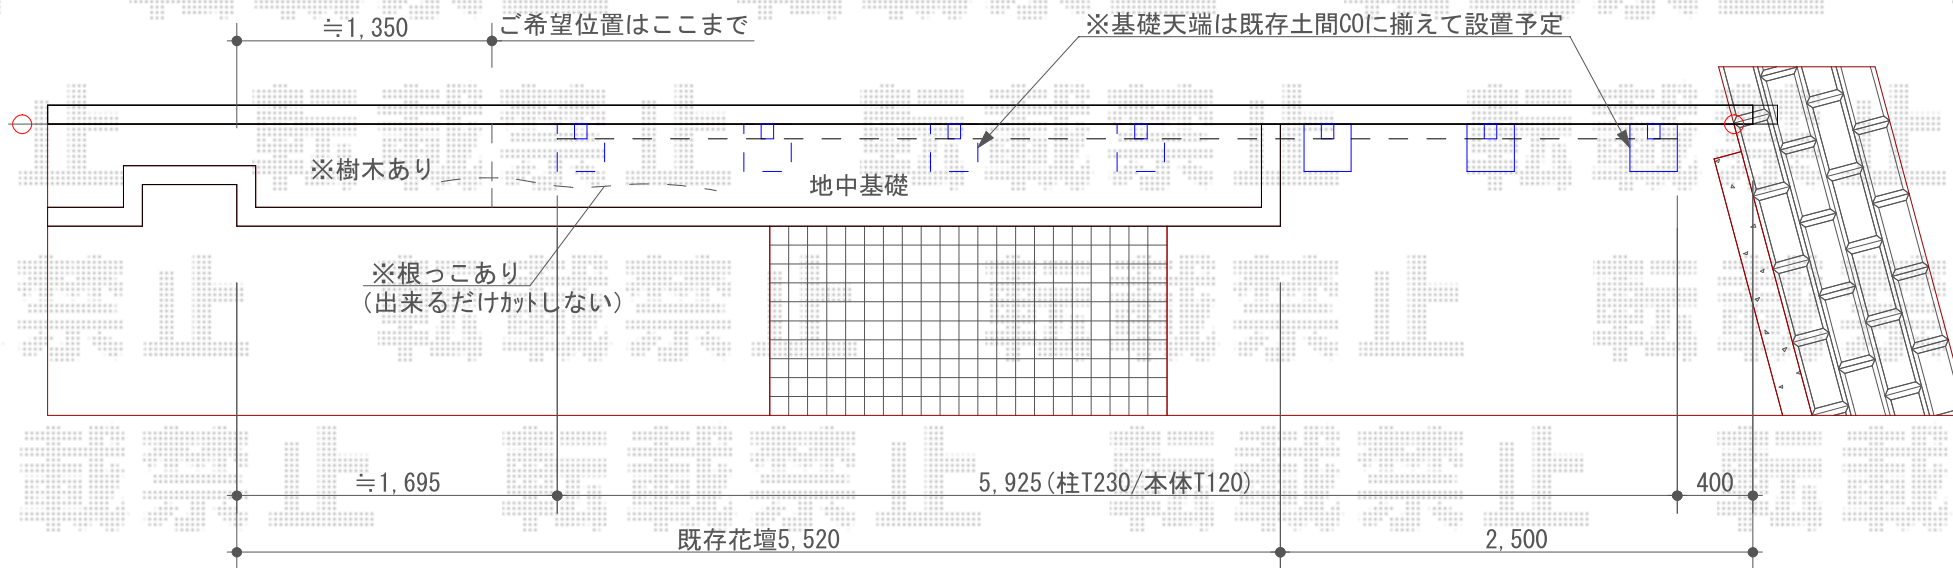 ≒1,350
ご希望位置はここまで
※基礎天端は既存土間COに揃えて設置予定
※樹木あり
地中基礎
※根っこあり
(出来るだけｶｯﾄしない)
≒1,695
5,925(柱T230/本体T120)
400
既存花壇5,520
2,500
転載禁止